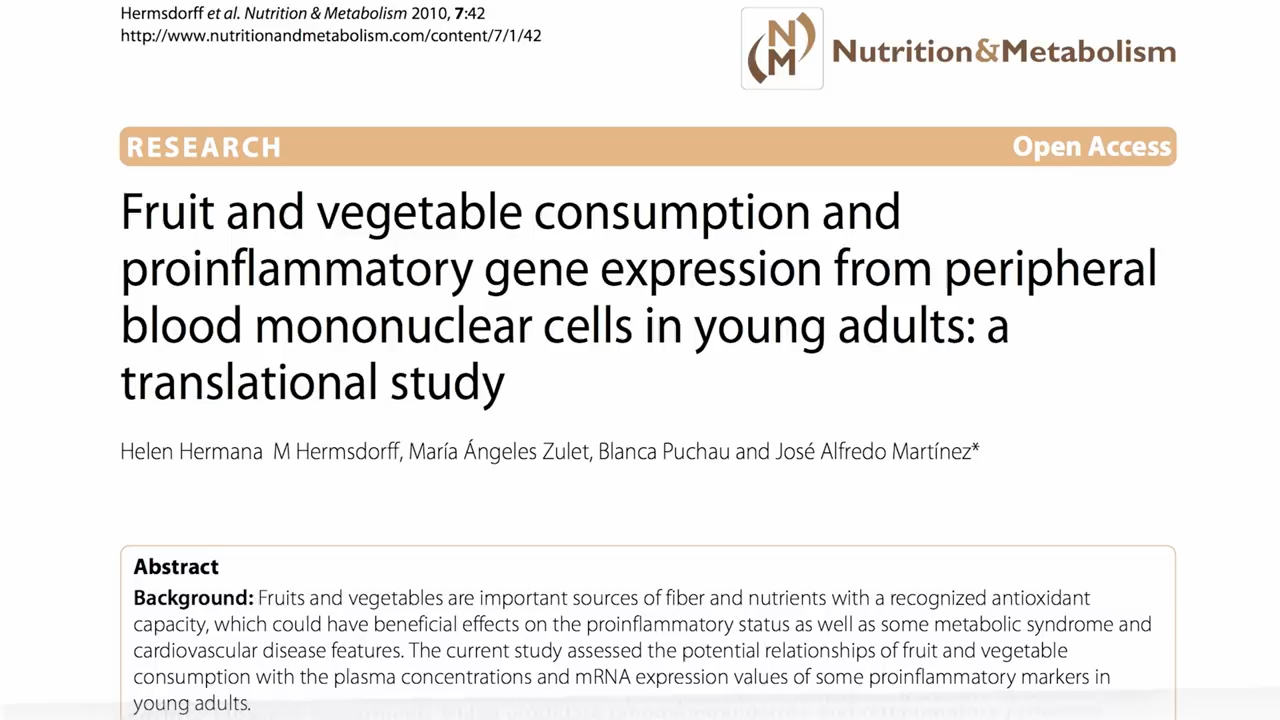 Hermsdorff et al. Nutrition & Metabolism 2010, 7:42
http://www.nutritionandmetabolism.com/content/7/1/42
NM Nutrition&Metabolism
RESEARCH Open Access
Fruit and vegetable consumption and
proinflammatory gene expression from peripheral
blood mononuclear cells in young adults: a
translational study
Helen Hermana M Hermsdorff, María Ángeles Zulet, Blanca Puchau and José Alfredo Martínez*
Abstract
Background: Fruits and vegetables are important sources of fiber and nutrients with a recognized antioxidant
capacity, which could have beneficial effects on the proinflammatory status as well as some metabolic syndrome and
cardiovascular disease features. The current study assessed the potential relationships of fruit and vegetable
consumption with the plasma concentrations and mRNA expression values of some proinflammatory markers in
young adults.